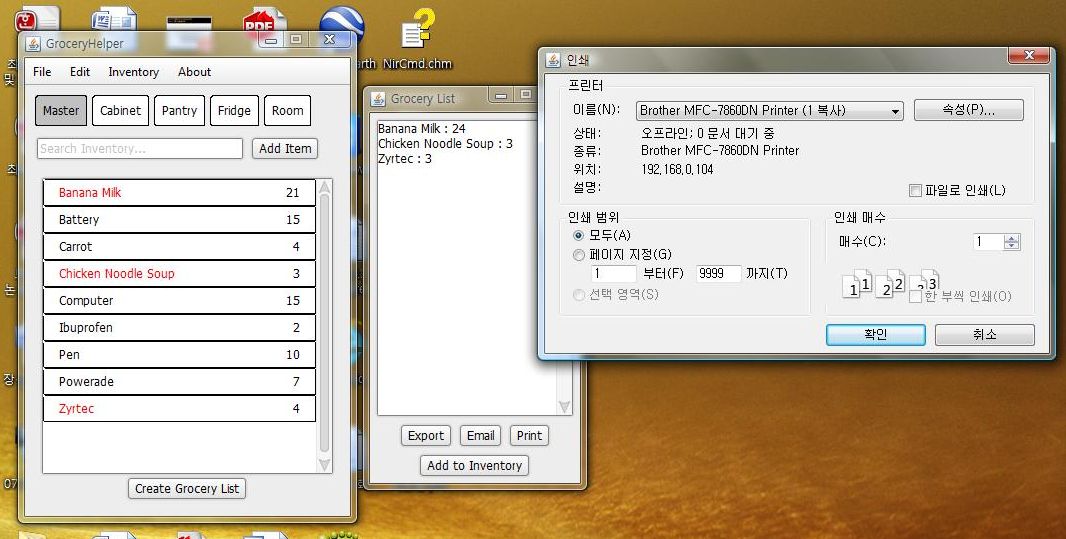 PDF
arth
NirCmd.chm
GroceryHelper
File Edit Inventory About
Master Cabinet Pantry Fridge Room
Search Inventory... Add Item
Banana Milk 21
Battery 15
Carrot 4
Chicken Noodle Soup 3
Computer 15
Ibuprofen 2
Pen 10
Powerade 7
Zyrtec 4
Create Grocery List
Grocery List
Banana Milk : 24
Chicken Noodle Soup : 3
Zyrtec : 3
Export Email Print
Add to Inventory
인쇄
프린터
이름(N): Brother MFC-7860DN Printer (1 복사) 속성(P)...
상태: 오프라인; 0 문서 대기 중
종류: Brother MFC-7860DN Printer
위치: 192,168,0,104
설명:
파일로 인쇄(L)
인쇄 범위
모두(A)
페이지 지정(G)
1 부터(F) 9999 까지(T)
선택 영역(S)
인쇄 매수
매수(C): 1
1 1 2 2 3 3
한 부씩 인쇄(O)
확인 취소
및
논
장
07